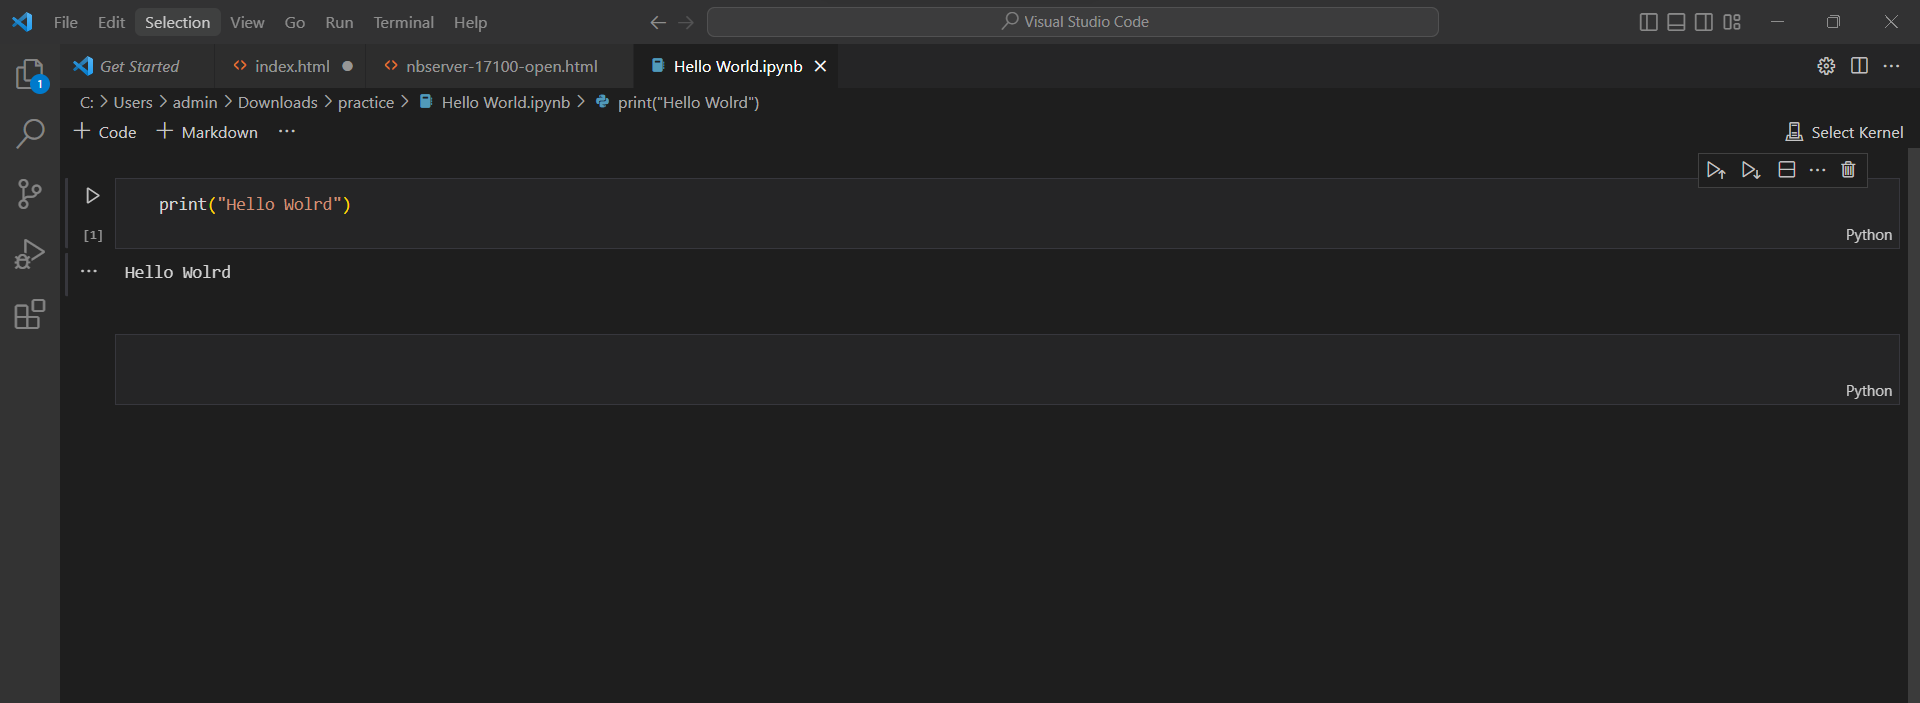 File Edit Selection View Go Run Terminal Help Visual Studio Code
1 Get Started index.html nbserver-17100-open.html Hello World.ipynb
C: Users admin Downloads practice Hello World.ipynb print("Hello Wolrd")
Code Markdown ... Select Kernel
print("Hello Wolrd")
[1] Python
... Hello Wolrd
Python